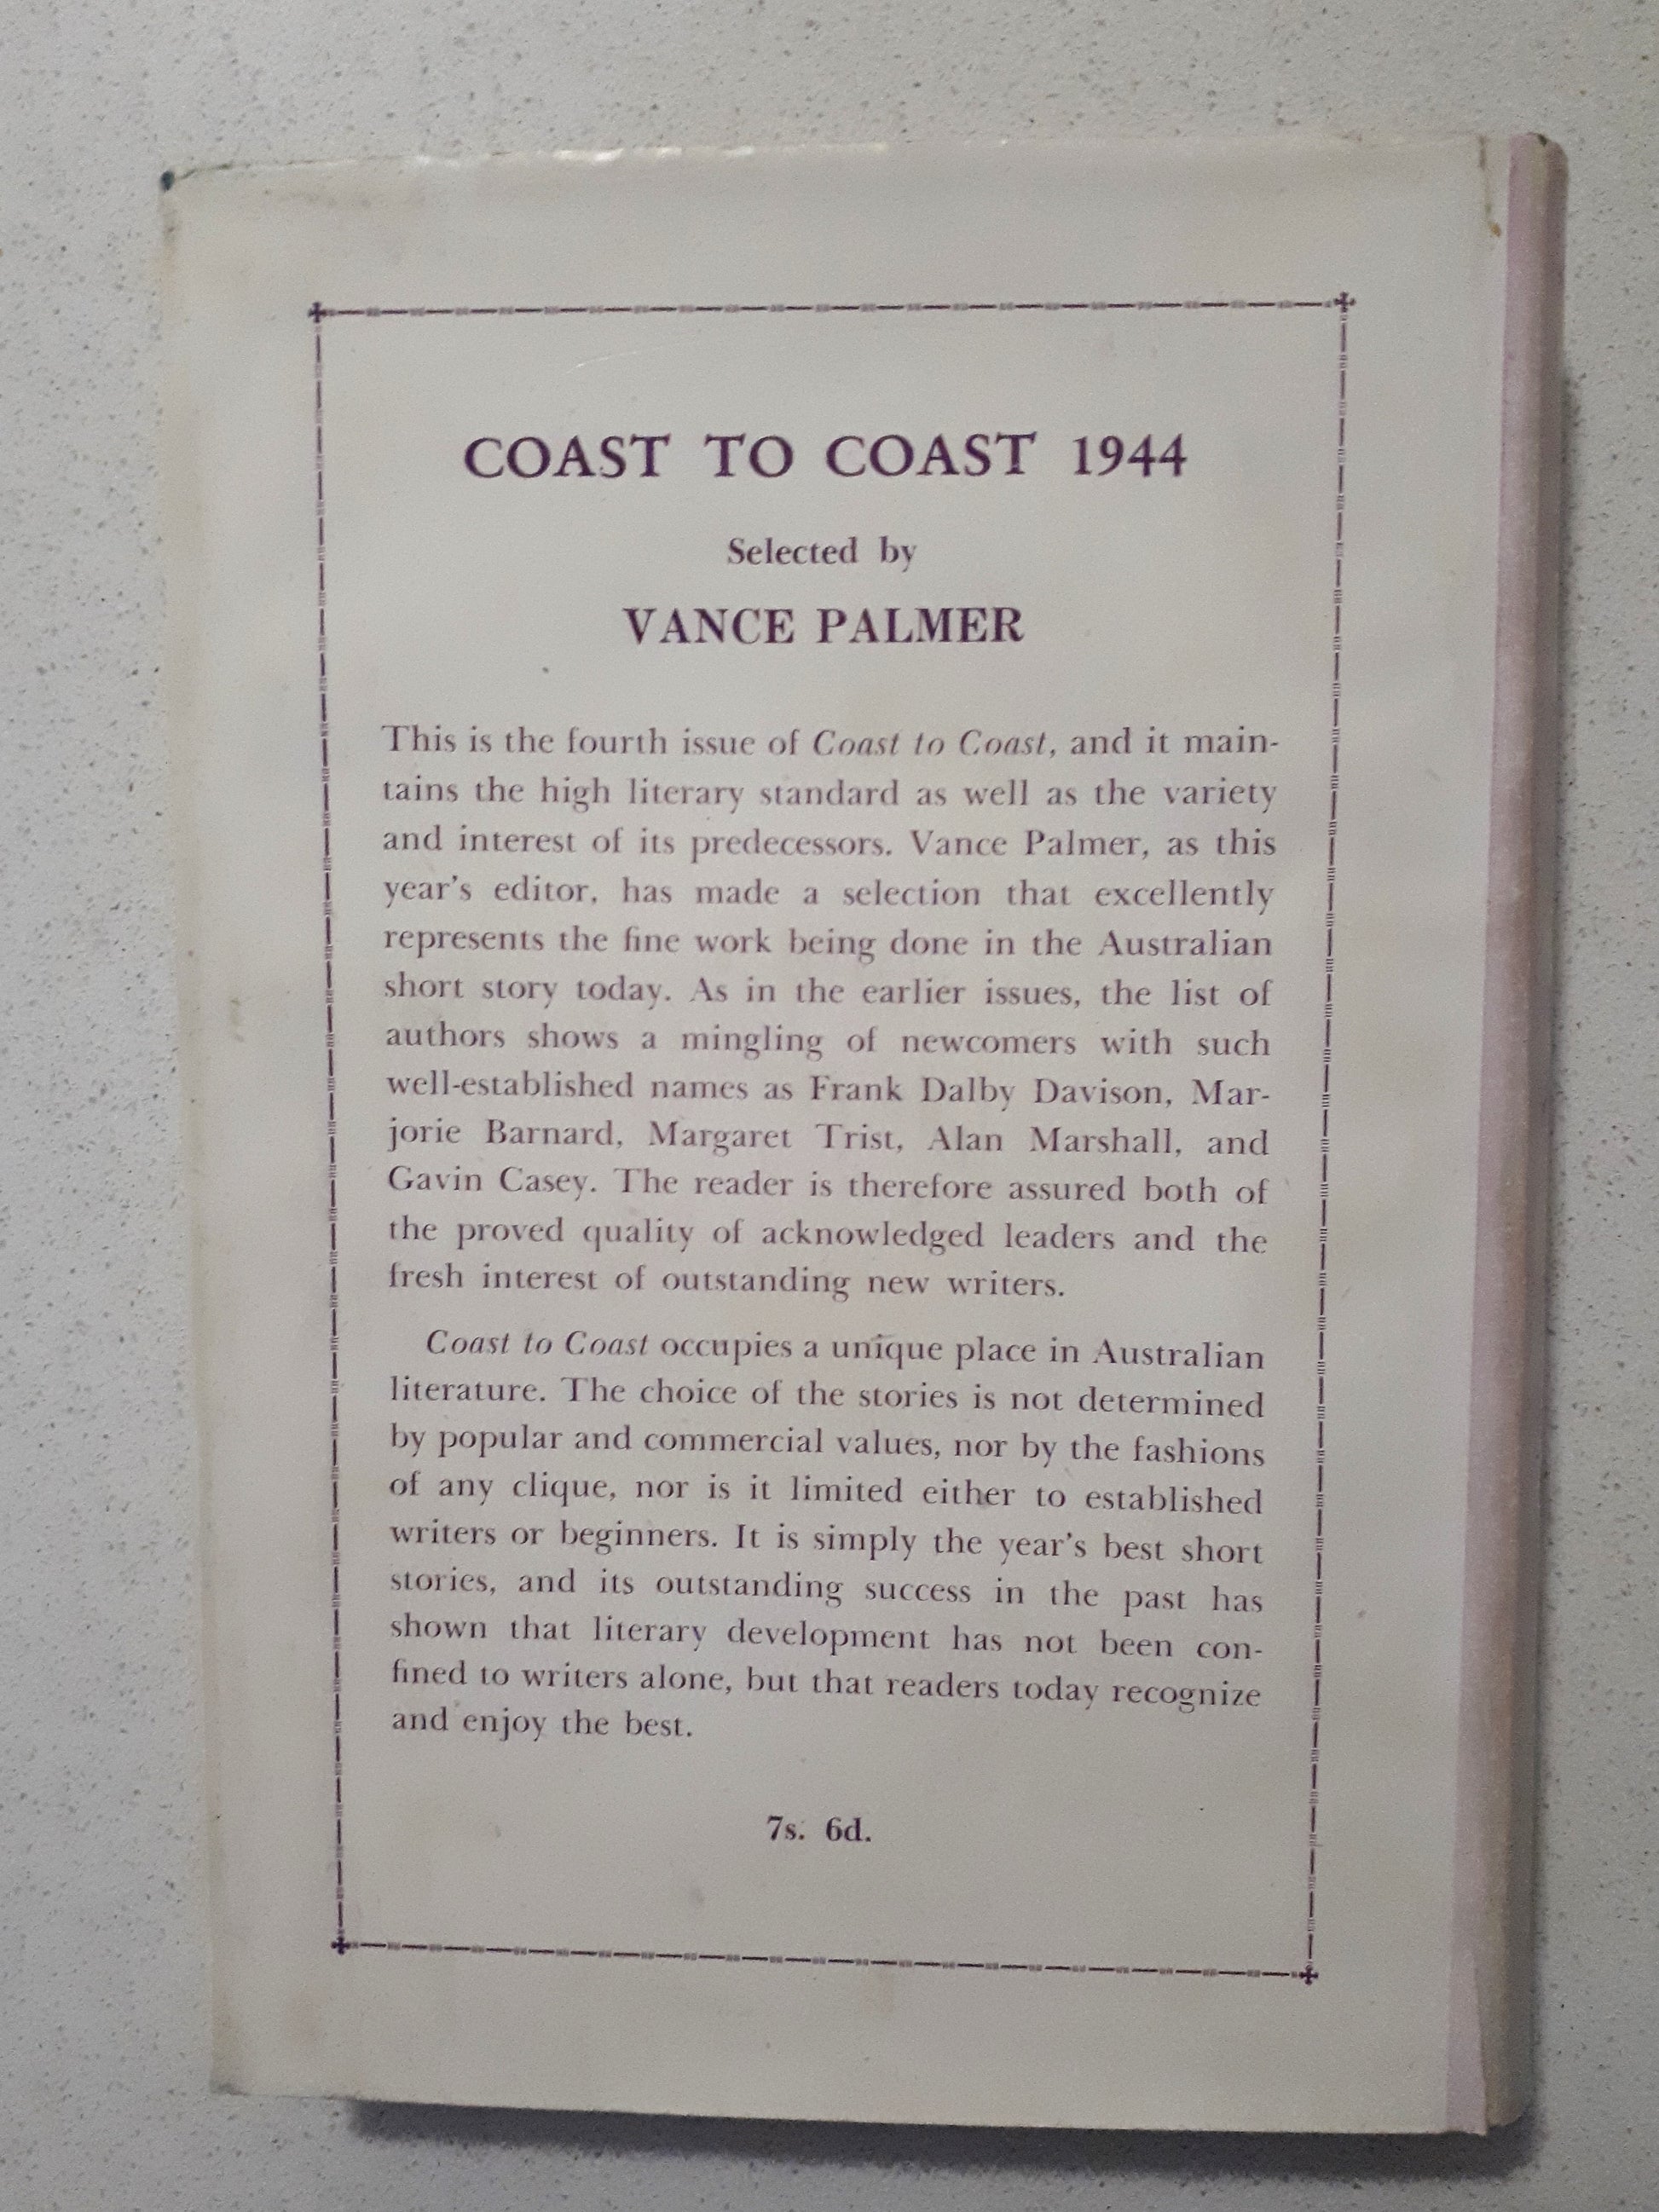 COAST TO COAST 1944
Selected by
VANCE PALMER
This is the fourth issue of Coast to Coast, and it main-
tains the high literary standard as well as the variety
and interest of its predecessors. Vance Palmer, as this
year's editor, has made a selection that excellently
represents the fine work being done in the Australian
short story today. As in the earlier issues, the list of
authors shows a mingling of newcomers with such
well-established names as Frank Dalby Davison, Mar-
jorie Barnard, Margaret Trist, Alan Marshall, and
Gavin Casey. The reader is therefore assured both of
the proved quality of acknowledged leaders and the
fresh interest of outstanding new writers.
Coast to Coast occupies a unique place in Australian
literature. The choice of the stories is not determined
by popular and commercial values, nor by the fashions
of any clique, nor is it limited either to established
writers or beginners. It is simply the year's best short
stories, and its outstanding success in the past has
shown that literary development has not been con-
fined to writers alone, but that readers today recognize
and enjoy the best.
7s. 6d.